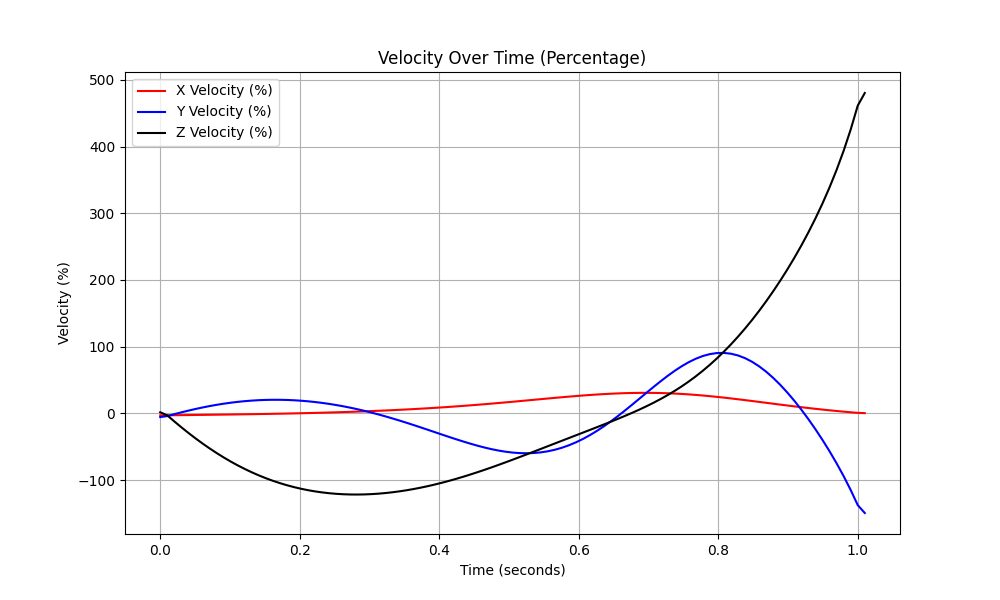 Velocity Over Time (Percentage)
X Velocity (%)
Y Velocity (%)
Z Velocity (%)
500
400
300
200
100
0
−100
Velocity (%)
0.0 0.2 0.4 0.6 0.8 1.0
Time (seconds)